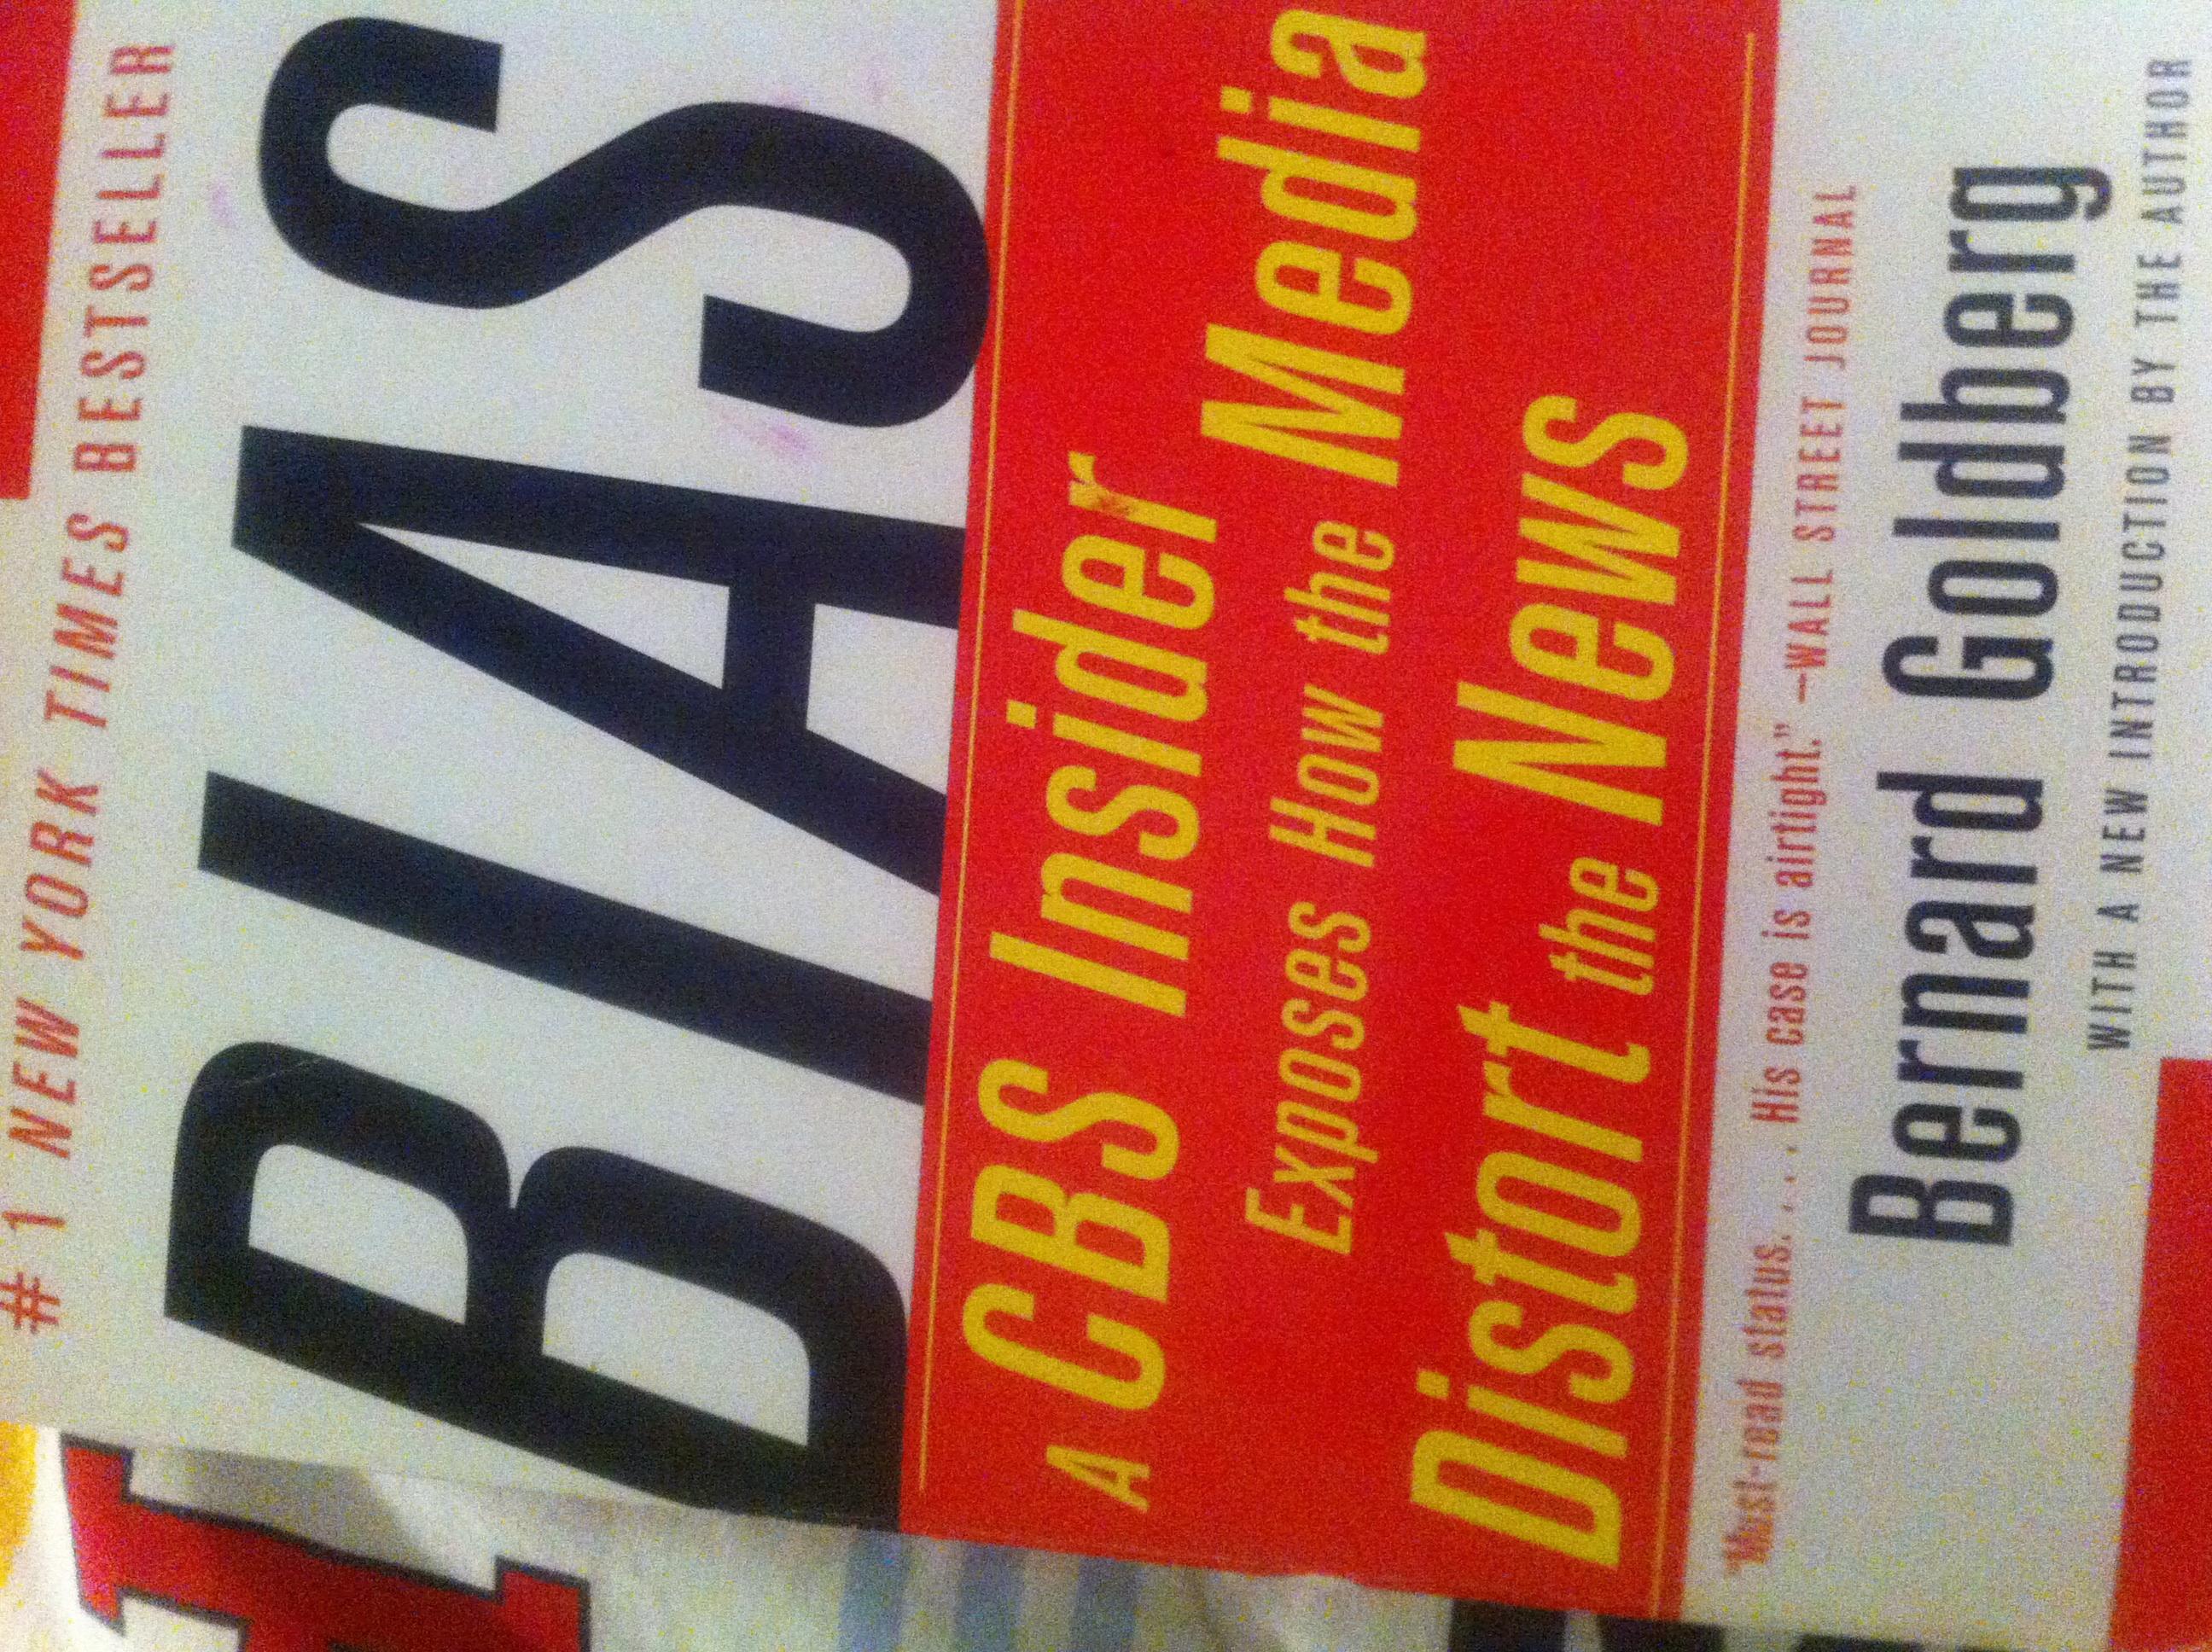 #1 NEW YORK TIMES BESTSELLER
BIAS
A CBS Insider
Exposes How the Media
Distort the News
"Must-read status. . . . His case is airtight." —WALL STREET JOURNAL
Bernard Goldberg
WITH A NEW INTRODUCTION BY THE AUTHOR